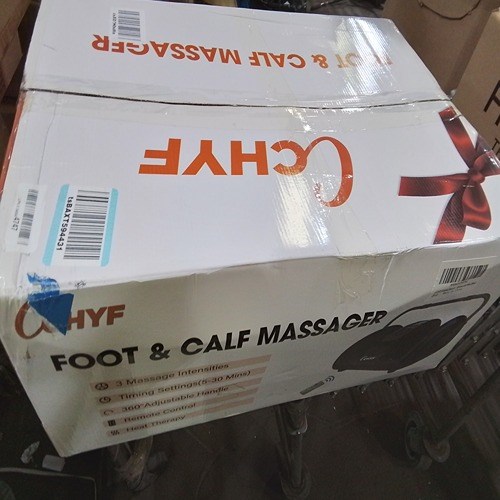 FOOT & CALF MASSAGER
CHYF
tsBAXT594431
CHYF
FOOT & CALF MASSAGER
3 Massage Intensities
Timing Settings(5-30 Mins)
360°Adjustable Handle
Remote Control
Heat Therapy